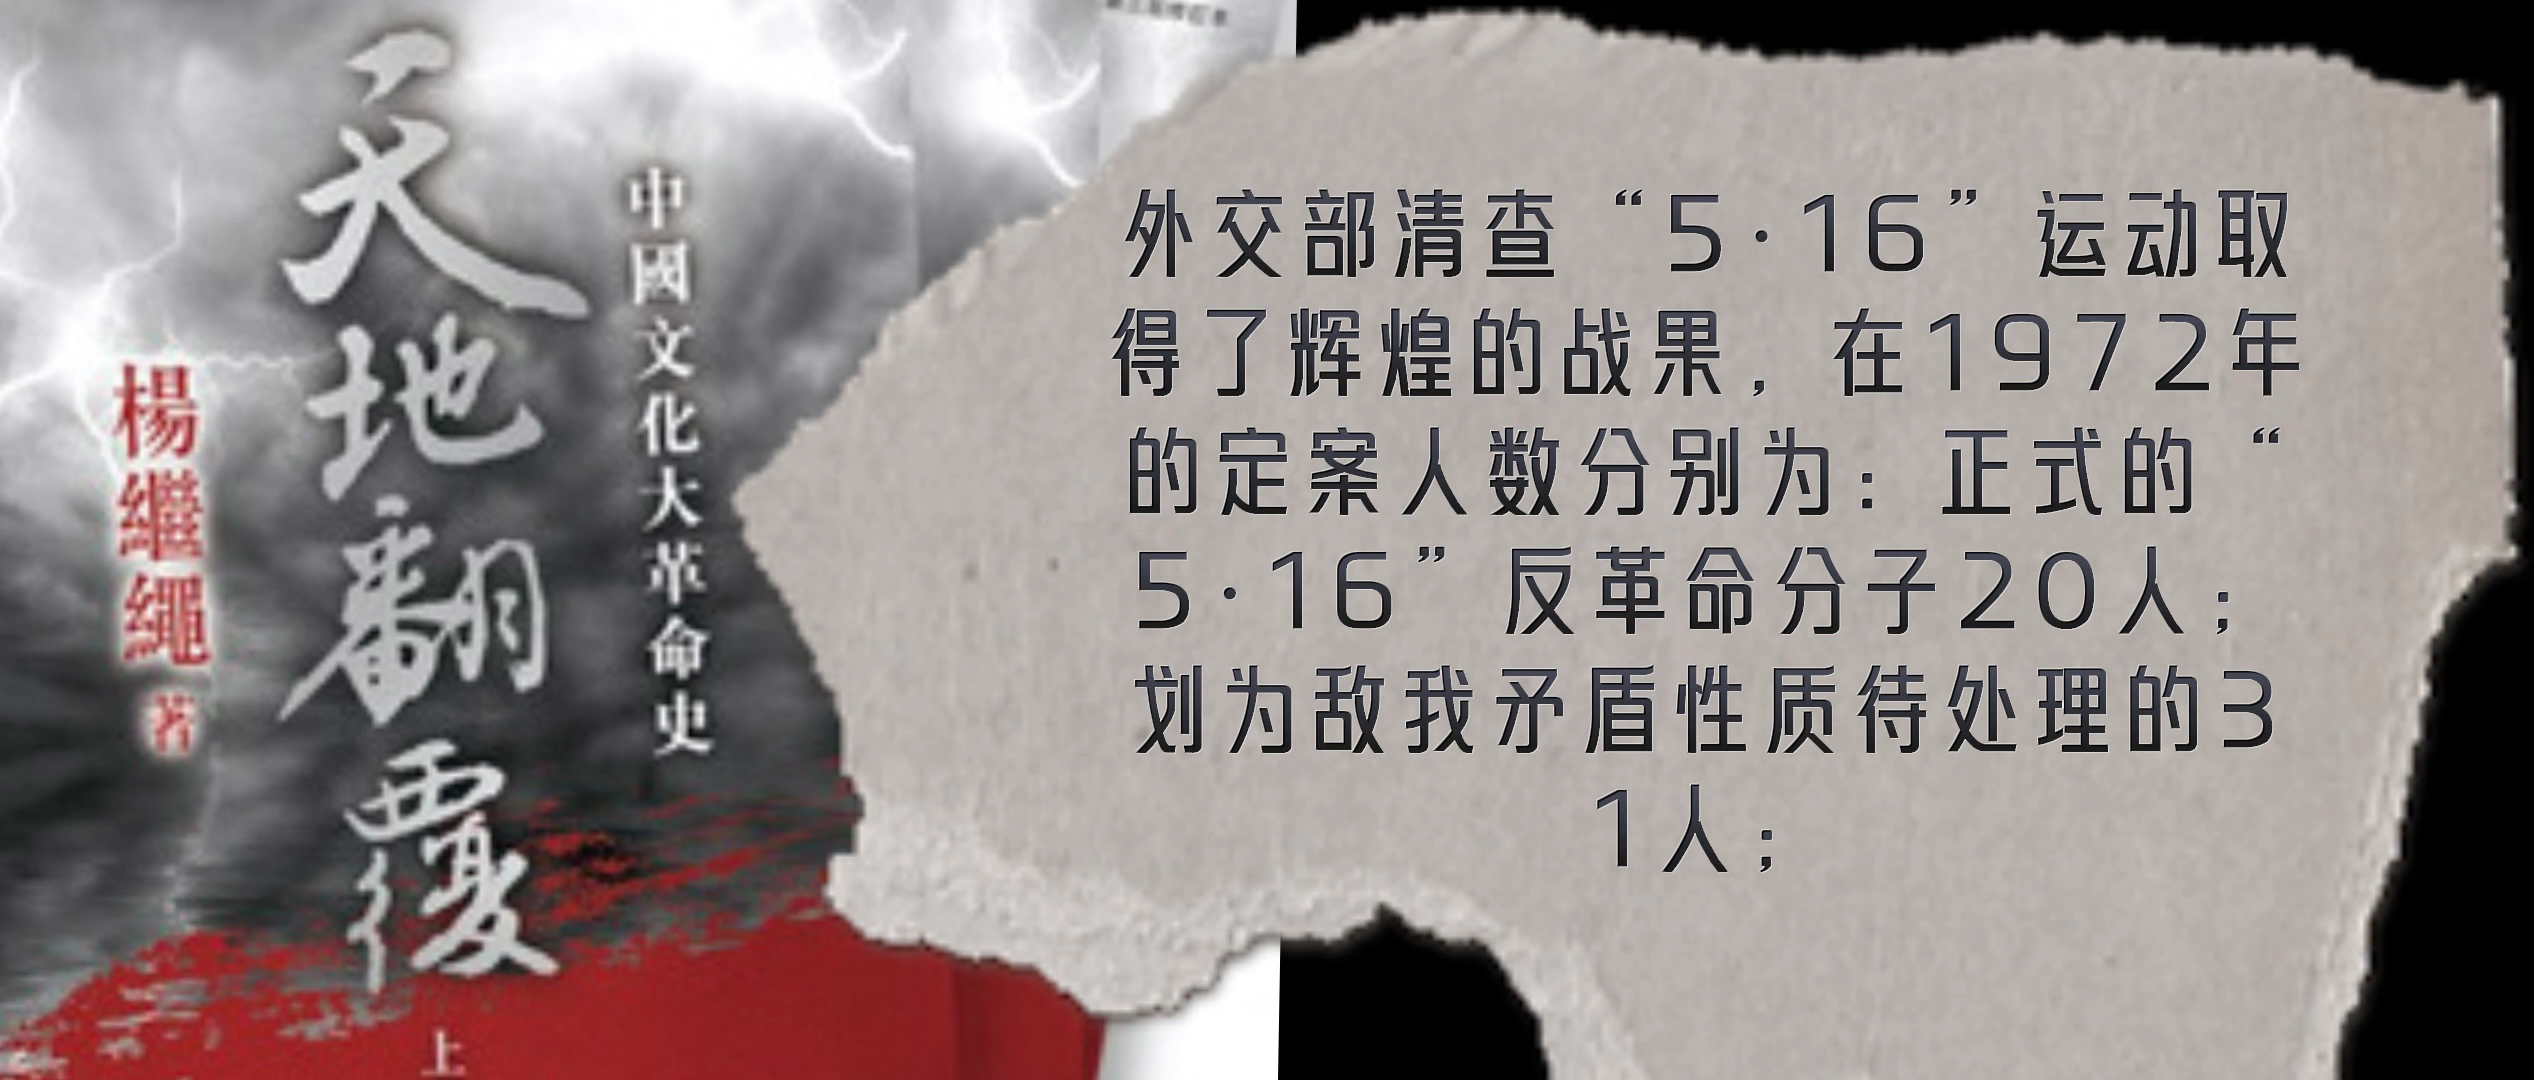 天地翻覆
中國文化大革命史
楊繼繩 著
上
外交部清查“5·16”运动取
得了辉煌的战果，在1972年
的定案人数分别为：正式的“
5·16”反革命分子20人；
划为敌我矛盾性质待处理的3
1人；